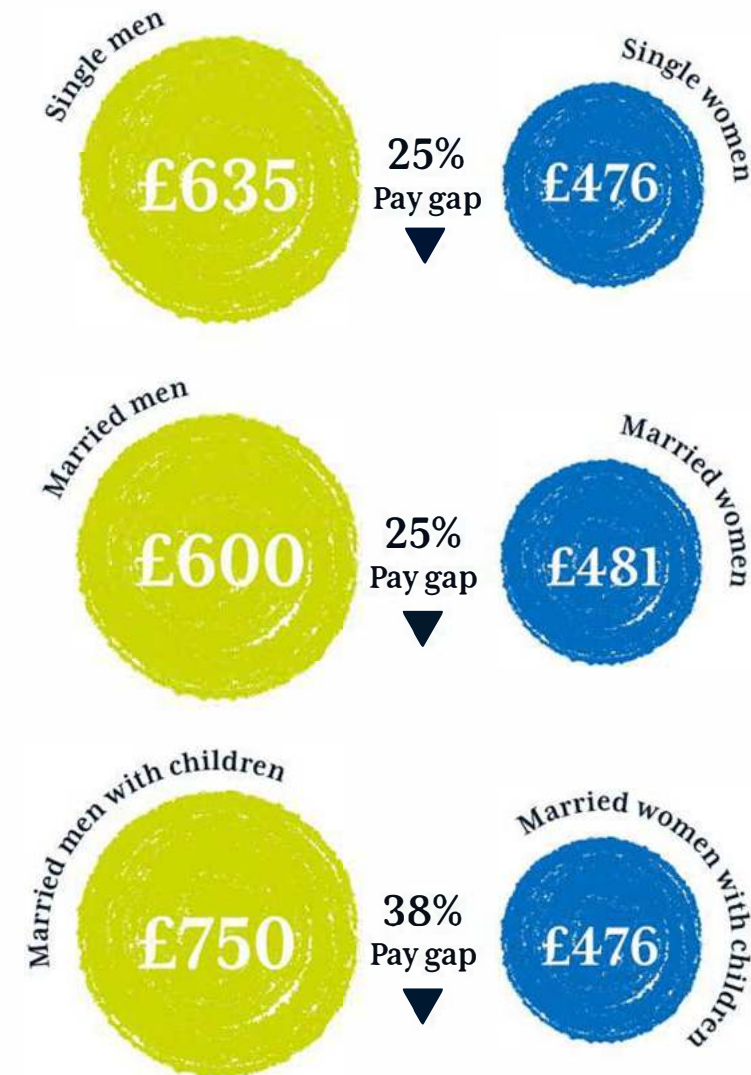 Single men
£635
25%
Pay gap
Single women
£476
Married men
£600
25%
Pay gap
Married women
£481
Married men with children
£750
38%
Pay gap
Married women with children
£476